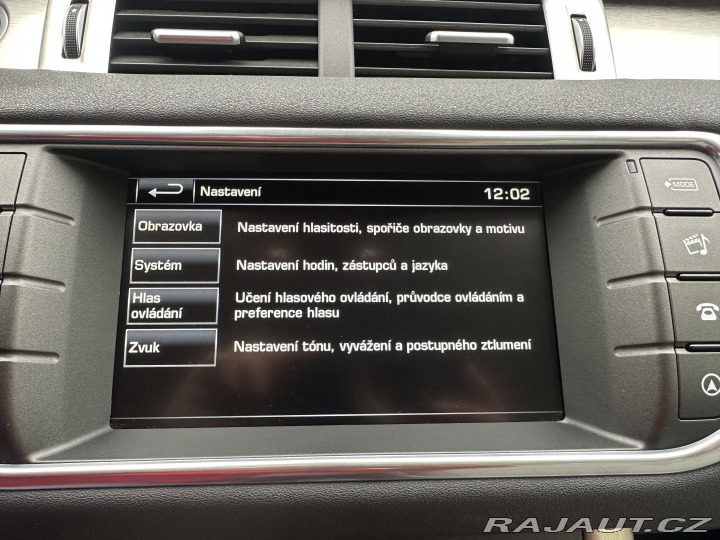 Nastavení 12:02
Obrazovka Nastavení hlasitosti, spořiče obrazovky a motivu
Systém Nastavení hodin, zástupců a jazyka
Hlas ovládání Učení hlasového ovládání, průvodce ovládáním a
preference hlasu
Zvuk Nastavení tónu, vyvážení a postupného ztlumení
MODE
RAJAUT.CZ